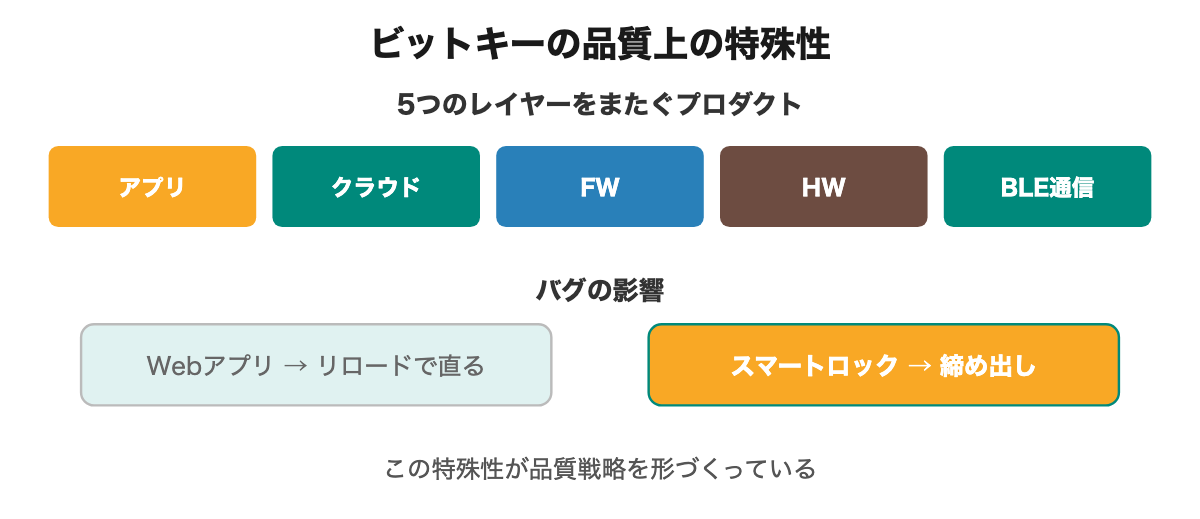 ビットキーの品質上の特殊性
5つのレイヤーをまたぐプロダクト
アプリ
クラウド
FW
HW
BLE通信
バグの影響
Webアプリ → リロードで直る
スマートロック → 締め出し
この特殊性が品質戦略を形づくっている